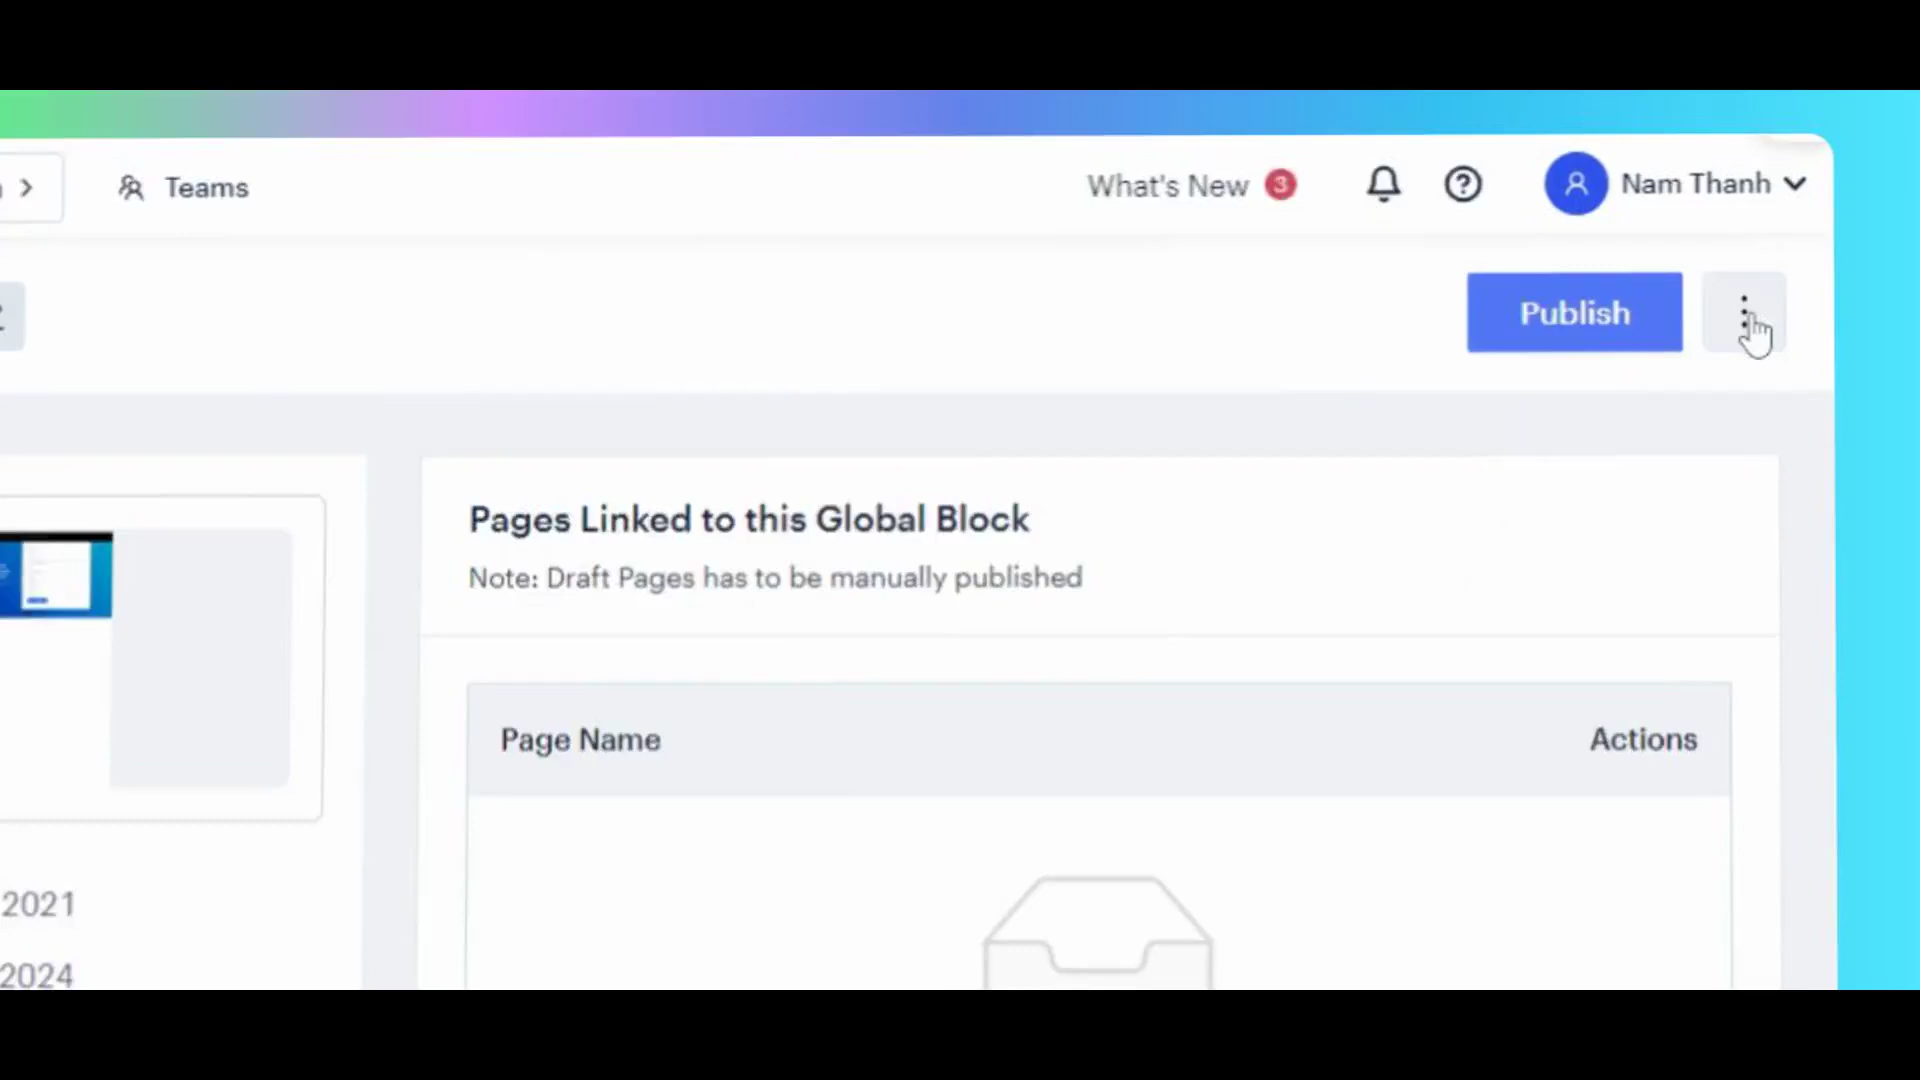 Teams
What's New 3
Nam Thanh
Publish
Pages Linked to this Global Block
Note: Draft Pages has to be manually published
Page Name
Actions
2021
2024